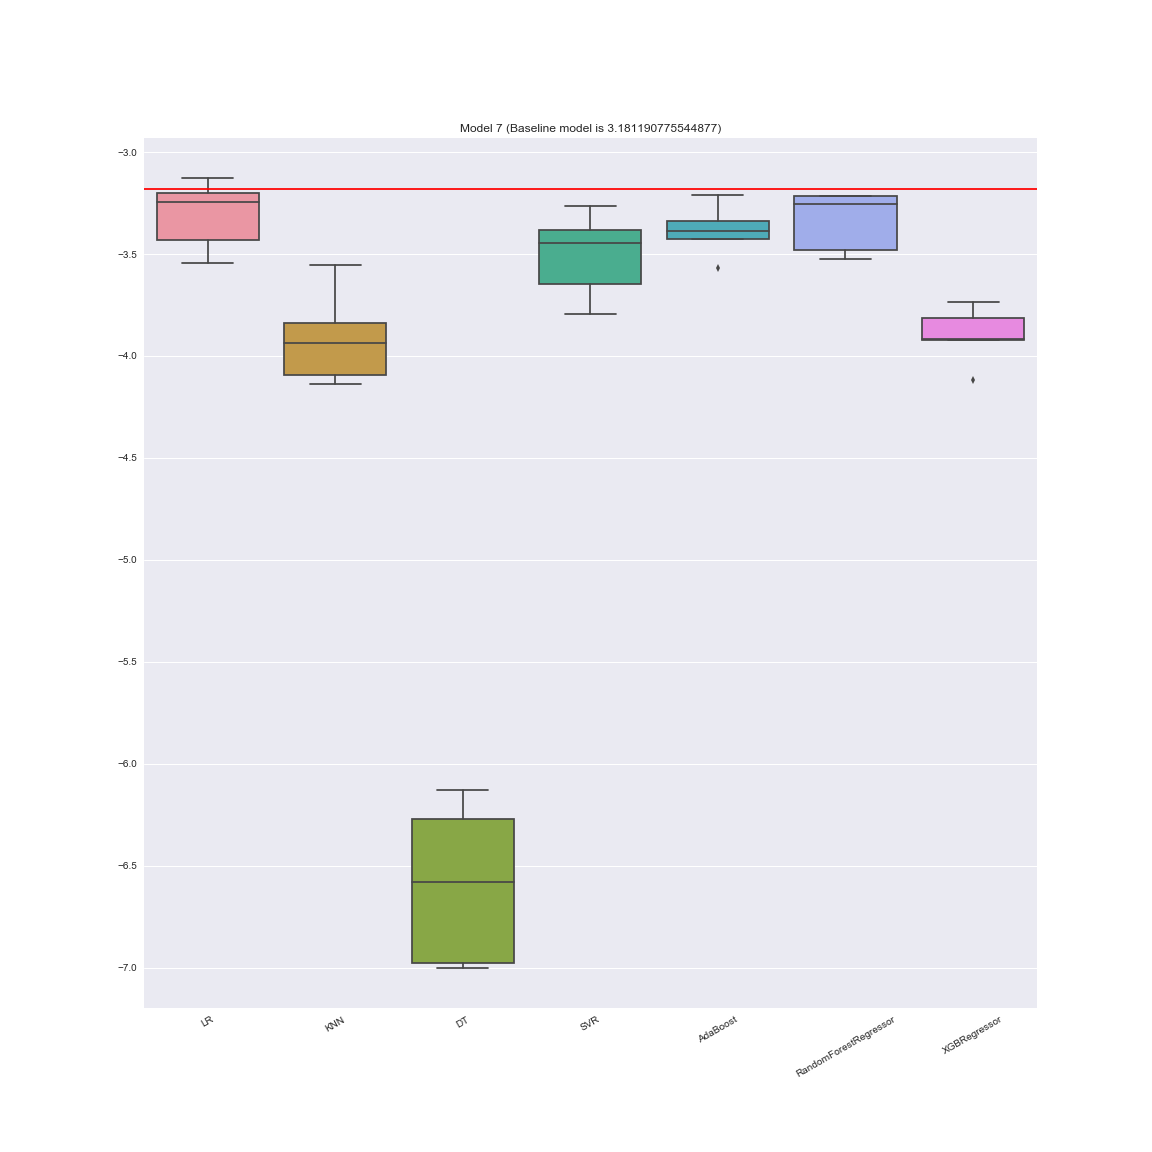 Model 7 (Baseline model is 3.181190775544877)
−3.0
−3.5
−4.0
−4.5
−5.0
−5.5
−6.0
−6.5
−7.0
LR
KNN
DT
SVR
AdaBoost
RandomForestRegressor
XGBRegressor